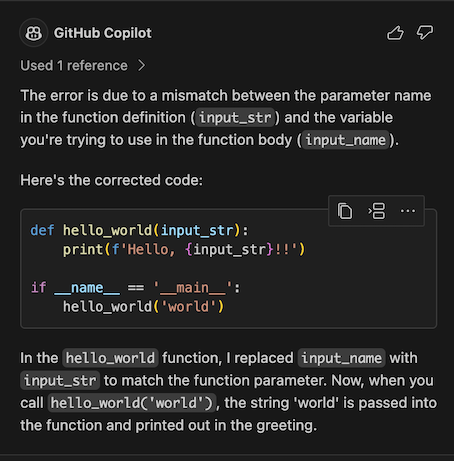 GitHub Copilot
Used 1 reference
The error is due to a mismatch between the parameter name
in the function definition (input_str) and the variable
you're trying to use in the function body (input_name).
Here's the corrected code:
def hello_world(input_str):
    print(f'Hello, {input_str}!!')
if __name__ == '__main__':
    hello_world('world')
In the hello_world function, I replaced input_name with
input_str to match the function parameter. Now, when you
call hello_world('world'), the string 'world' is passed into
the function and printed out in the greeting.